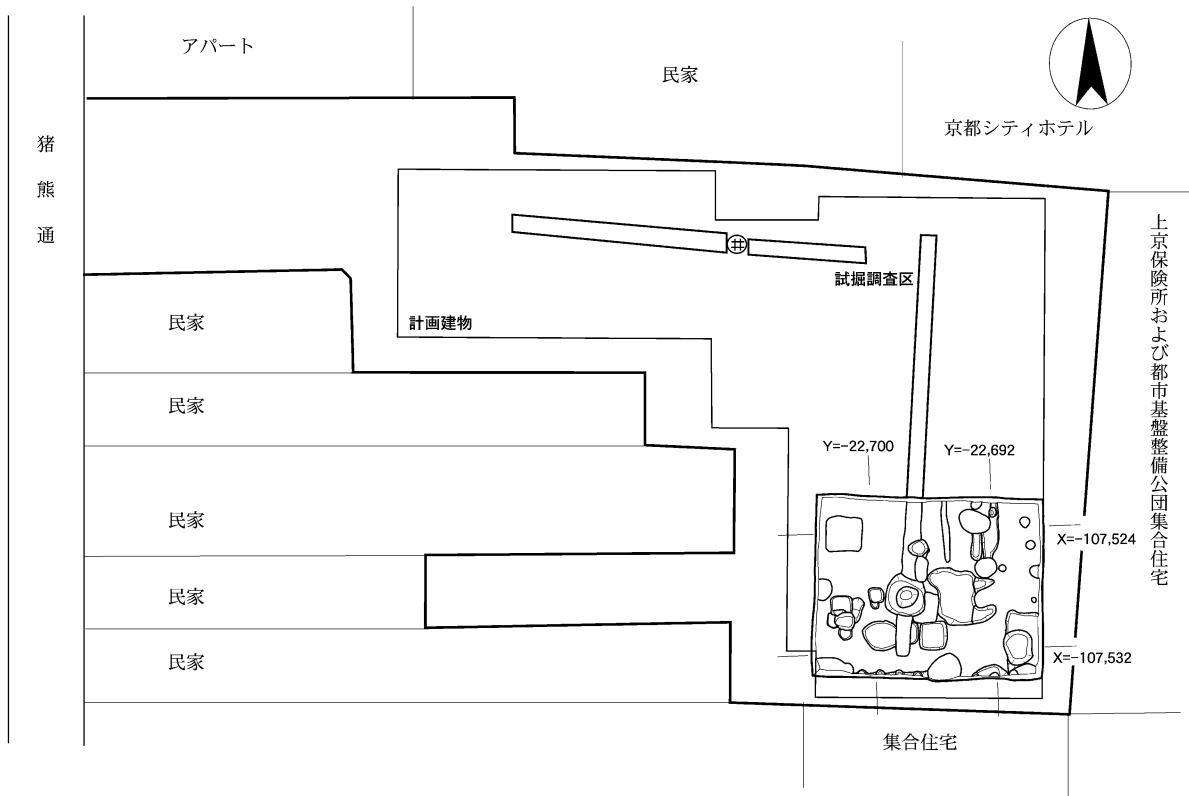 アパート
民家
京都シティホテル
猪熊通
上京保険所および都市基盤整備公団集合住宅
井
試掘調査区
計画建物
民家
民家
Y=-22,700
Y=-22,692
民家
X=-107,524
民家
民家
X=-107,532
集合住宅